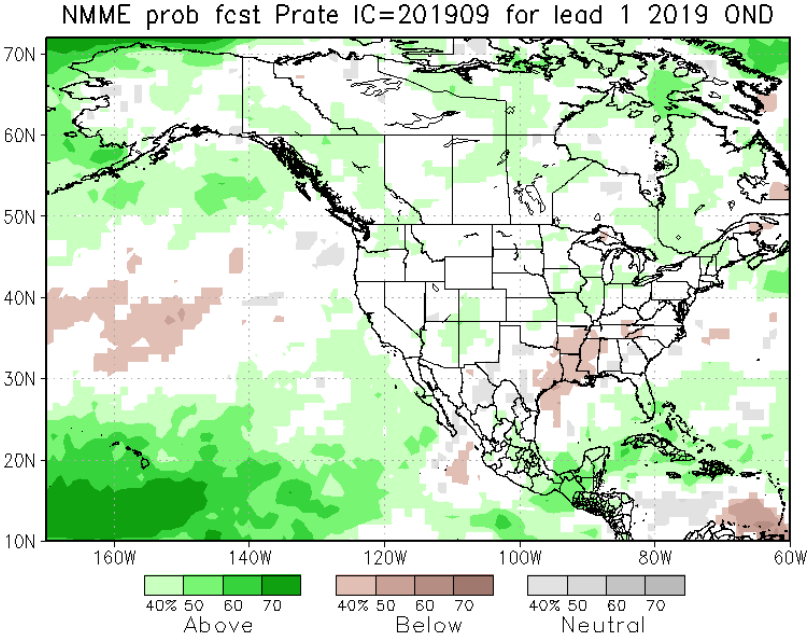 NMME prob fcst Prate IC=201909 for lead 1 2019 OND
70N
60N
50N
40N
30N
20N
10N
160W 140W 120W 100W 80W 60W
40% 50 60 70 40% 50 60 70 40% 50 60 70
Above Below Neutral